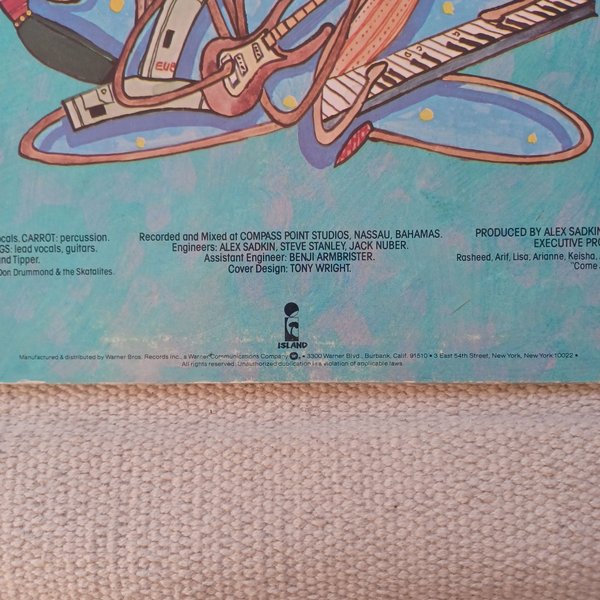 EUB
ocals. CARROT: percussion.
GS: lead vocals, guitars.
and Tipper.
Don Drummond & the Skatalites.
Recorded and Mixed at COMPASS POINT STUDIOS, NASSAU, BAHAMAS.
Engineers: ALEX SADKIN, STEVE STANLEY, JACK NUBER.
Assistant Engineer: BENJI ARMBRISTER.
Cover Design: TONY WRIGHT.
PRODUCED BY ALEX SADKIN
EXECUTIVE PRO
Rasheed, Arif, Lisa, Arianne, Keisha,
"Come
ISLAND
Manufactured & distributed by Warner Bros. Records Inc., a Warner Communications Company • 3300 Warner Blvd., Burbank, Calif. 91510 • 3 East 54th Street, New York, New York 10022 •
All rights reserved. Unauthorized duplication is a violation of applicable laws.